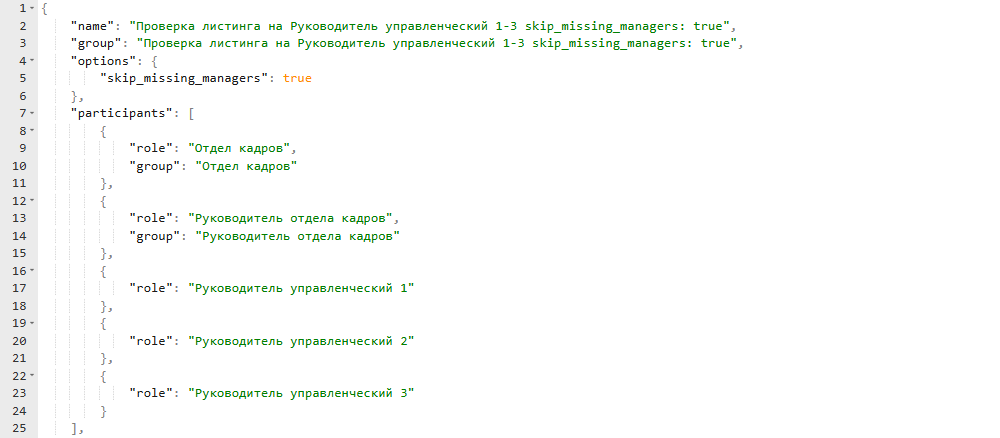 1 {
2 "name": "Проверка листинга на Руководитель управленческий 1-3 skip_missing_managers: true",
3 "group": "Проверка листинга на Руководитель управленческий 1-3 skip_missing_managers: true",
4 "options": {
5 "skip_missing_managers": true
6 },
7 "participants": [
8 {
9 "role": "Отдел кадров",
10 "group": "Отдел кадров"
11 },
12 {
13 "role": "Руководитель отдела кадров",
14 "group": "Руководитель отдела кадров"
15 },
16 {
17 "role": "Руководитель управленческий 1"
18 },
19 {
20 "role": "Руководитель управленческий 2"
21 },
22 {
23 "role": "Руководитель управленческий 3"
24 }
25 ],